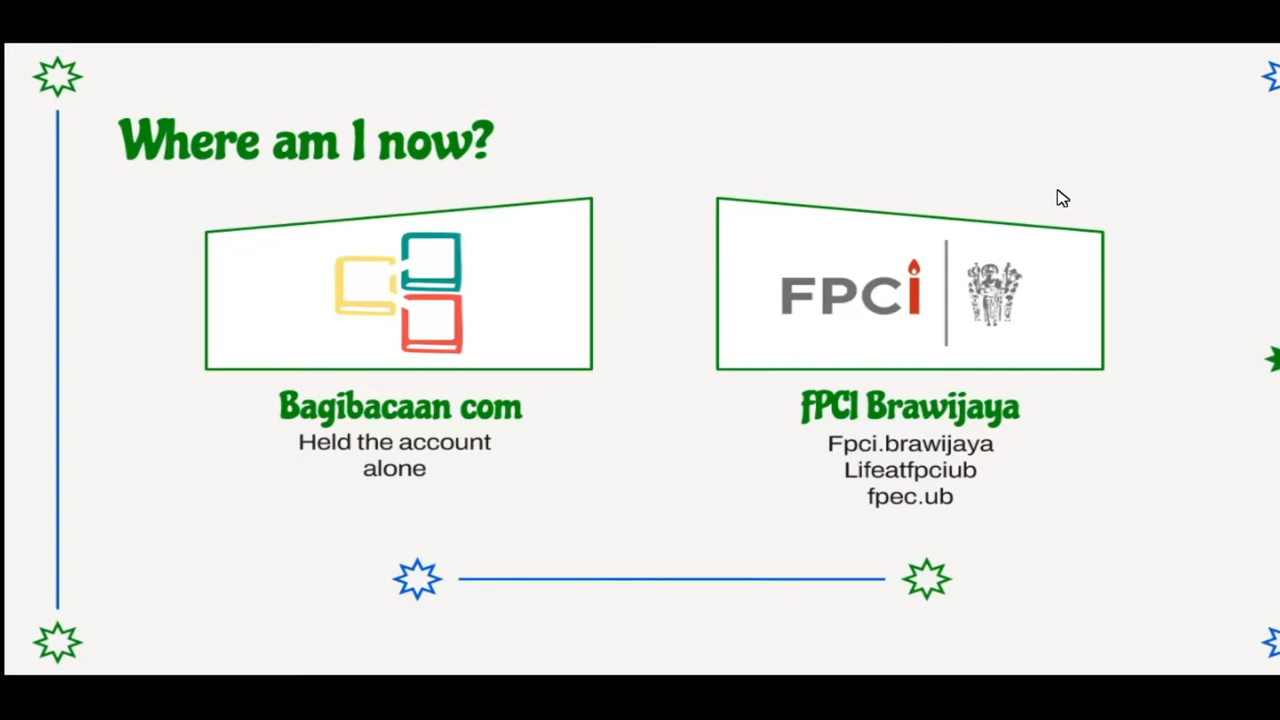 Where am I now?
FPCi
Bagibacaan com
Held the account
alone
FPCI Brawijaya
Fpci.brawijaya
Lifeatfpciub
fpec.ub